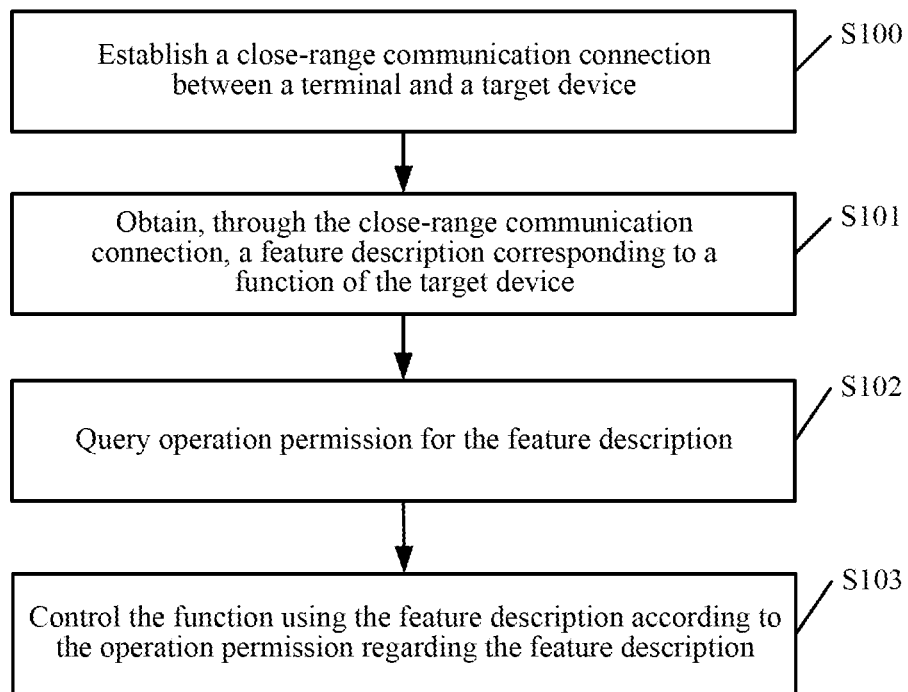 Establish a close-range communication connection
between a terminal and a target device
S100
Obtain, through the close-range communication
connection, a feature description corresponding to a
function of the target device
S101
Query operation permission for the feature description
S102
Control the function using the feature description according to
the operation permission regarding the feature description
S103